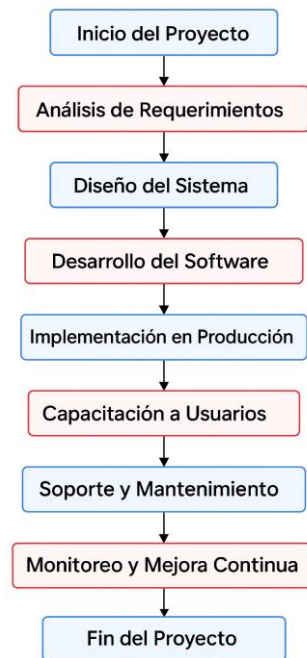 Inicio del Proyecto
Análisis de Requerimientos
Diseño del Sistema
Desarrollo del Software
Implementación en Producción
Capacitación a Usuarios
Soporte y Mantenimiento
Monitoreo y Mejora Continua
Fin del Proyecto